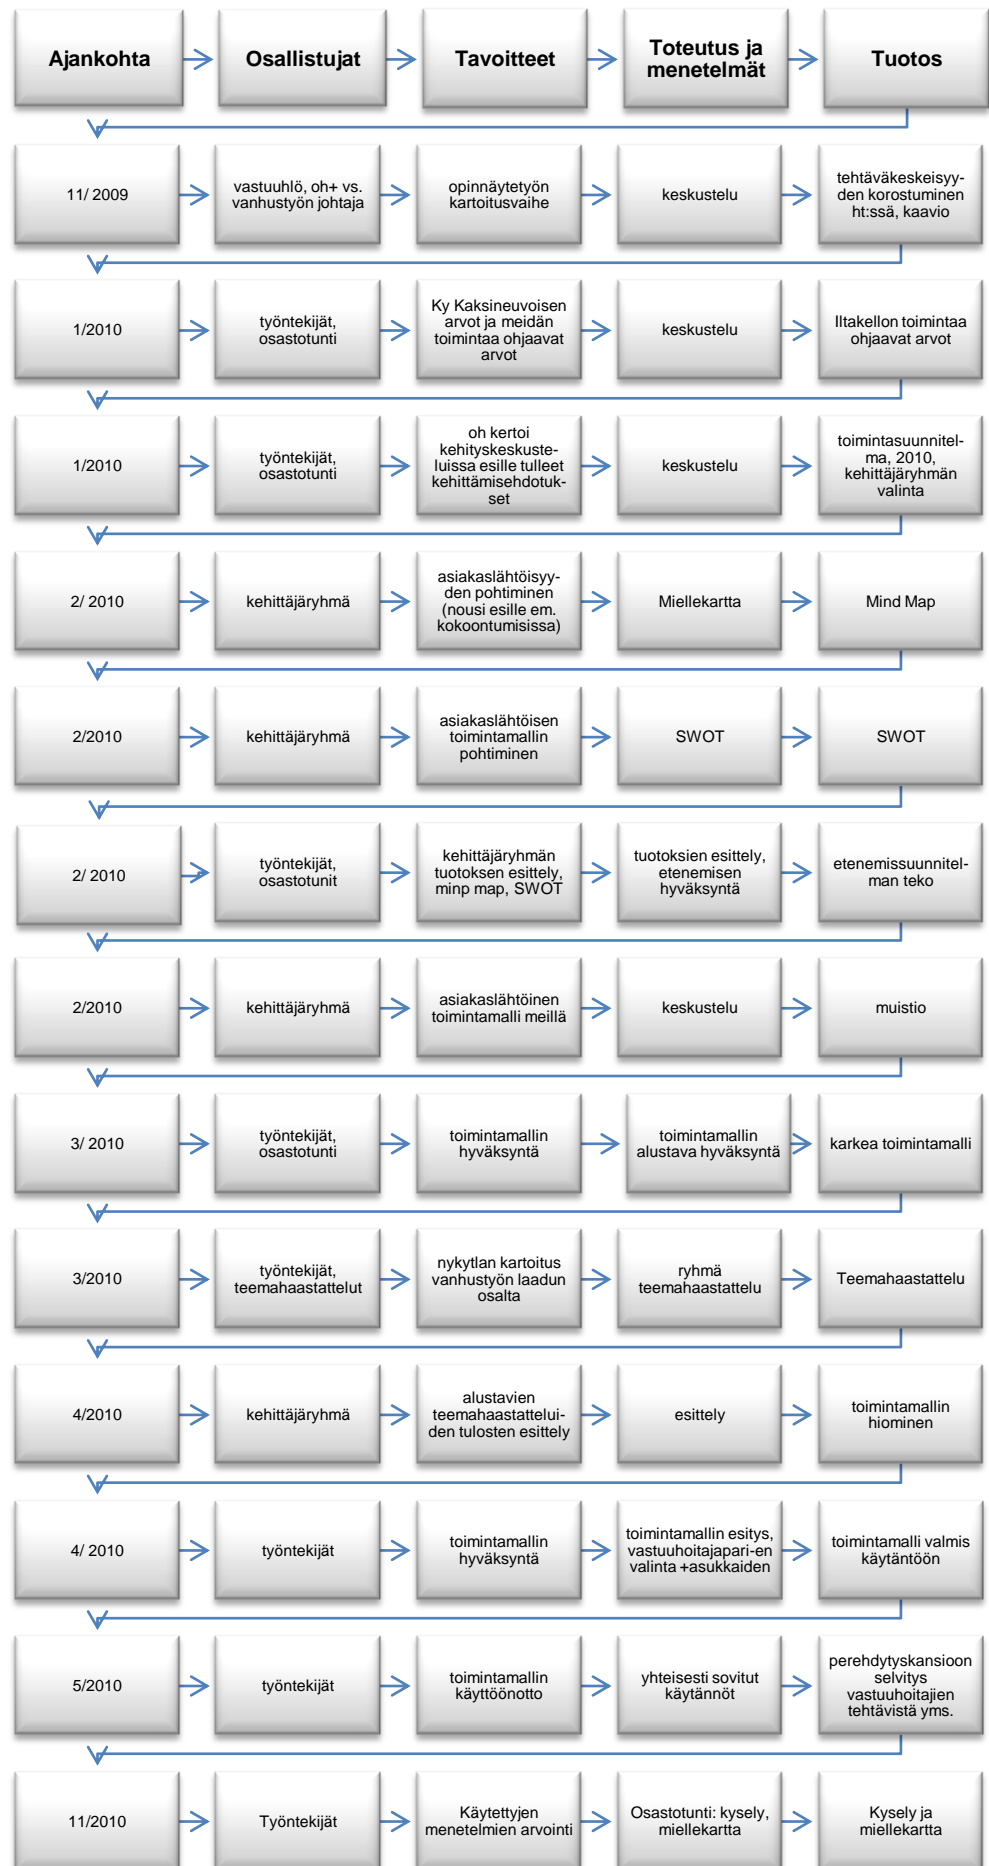 Ajankohta
Osallistujat
Tavoitteet
Toteutus ja
menetelmät
Tuotos
11/ 2009
vastuuhlö, oh+ vs.
vanhustyön johtaja
opinnäytetyön
kartoitusvaihe
keskustelu
tehtäväkeskeisyy-
den korostuminen
ht:ssä, kaavio
1/2010
työntekijät,
osastotunti
Ky Kaksineuvoisen
arvot ja meidän
toimintaa ohjaavat
arvot
keskustelu
Iltakellon toimintaa
ohjaavat arvot
1/2010
työntekijät,
osastotunti
oh kertoi
kehityskeskuste-
luissa esille tulleet
kehittämisehdotuk-
set
keskustelu
toimintasuunnitel-
ma, 2010,
kehittäjäryhmän
valinta
2/ 2010
kehittäjäryhmä
asiakaslähtöisyy-
den pohtiminen
(nousi esille em.
kokoontumisissa)
Miellekartta
Mind Map
2/2010
kehittäjäryhmä
asiakaslähtöisen
toimintamallin
pohtiminen
SWOT
SWOT
2/ 2010
työntekijät,
osastotunit
kehittäjäryhmän
tuotoksen esittely,
minp map, SWOT
tuotoksien esittely,
etenemisen
hyväksyntä
etenemissuunnitel-
man teko
2/2010
kehittäjäryhmä
asiakaslähtöinen
toimintamalli meillä
keskustelu
muistio
3/ 2010
työntekijät,
osastotunti
toimintamallin
hyväksyntä
toimintamallin
alustava hyväksyntä
karkea toimintamalli
3/2010
työntekijät,
teemahaastattelut
nykytlan kartoitus
vanhustyön laadun
osalta
ryhmä
teemahaastattelu
Teemahaastattelu
4/2010
kehittäjäryhmä
alustavien
teemahaastattelui-
den tulosten esittely
esittely
toimintamallin
hiominen
4/ 2010
työntekijät
toimintamallin
hyväksyntä
toimintamallin esitys,
vastuuhoitajapari-en
valinta +asukkaiden
toimintamalli valmis
käytäntöön
5/2010
työntekijät
toimintamallin
käyttöönotto
yhteisesti sovitut
käytännöt
perehdytyskansioon
selvitys
vastuuhoitajien
tehtävistä yms.
11/2010
Työntekijät
Käytettyjen
menetelmien arvointi
Osastotunti: kysely,
miellekartta
Kysely ja
miellekartta